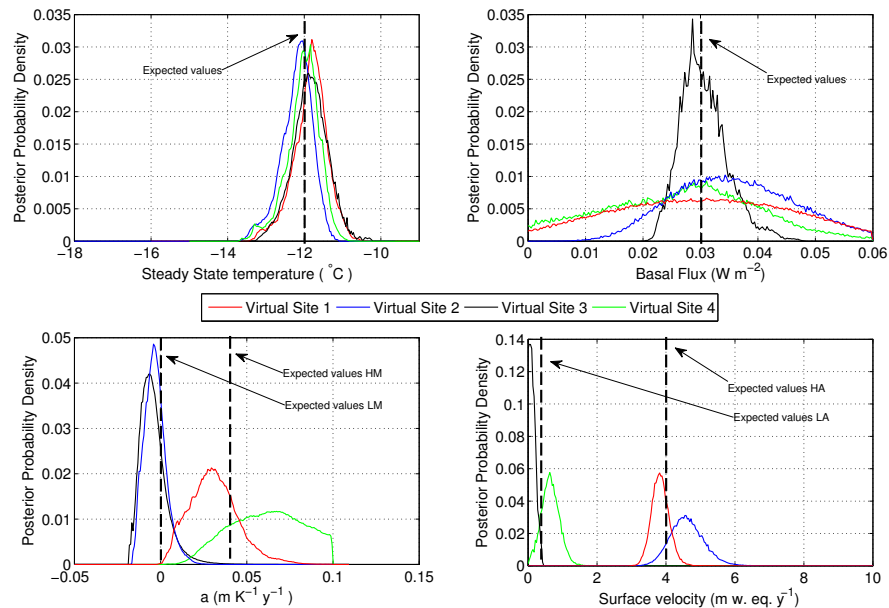 0.035
0.03
0.025
0.02
0.015
0.01
0.005
0
Posterior Probability Density
Expected values
−18 −16 −14 −12 −10
Steady State temperature ( °C)
0.035
0.03
0.025
0.02
0.015
0.01
0.005
0
Posterior Probability Density
Expected values
0 0.01 0.02 0.03 0.04 0.05 0.06
Basal Flux (W m−2)
Virtual Site 1 Virtual Site 2 Virtual Site 3 Virtual Site 4
0.05
0.04
0.03
0.02
0.01
0
Posterior Probability Density
Expected values HM
Expected values LM
−0.05 0 0.05 0.1 0.15
a (m K−1 y−1)
0.14
0.12
0.1
0.08
0.06
0.04
0.02
0
Posterior Probability Density
Expected values HA
Expected values LA
0 2 4 6 8 10
Surface velocity (m w. eq. y−1)